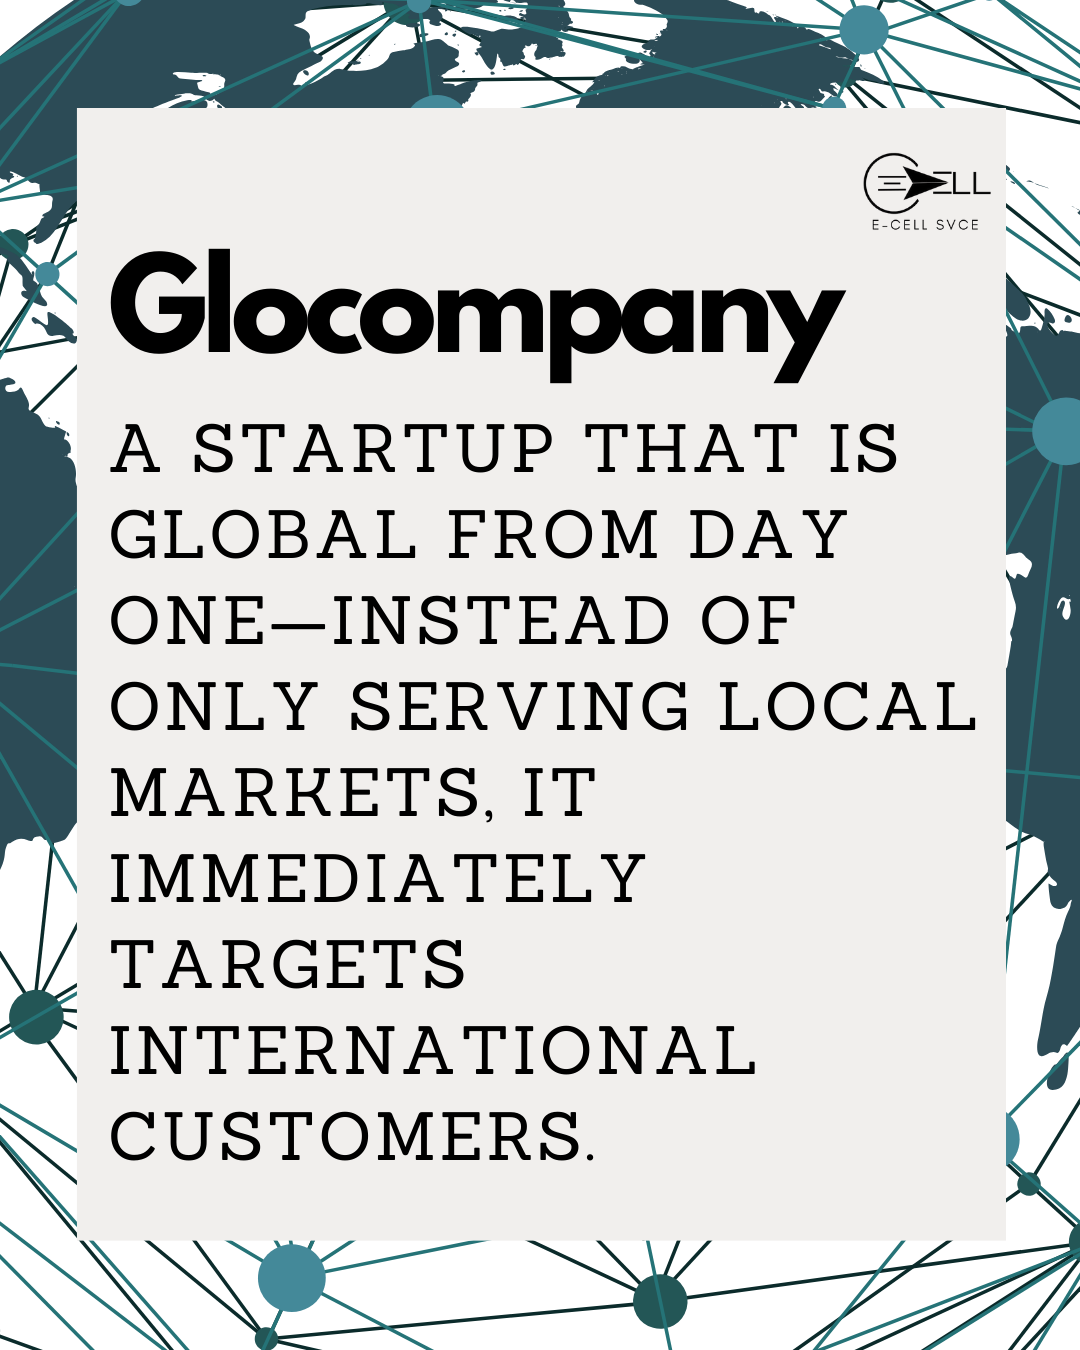 ELL
E-CELL SVCE
Glocompany
A STARTUP THAT IS
GLOBAL FROM DAY
ONE—INSTEAD OF
ONLY SERVING LOCAL
MARKETS, IT
IMMEDIATELY
TARGETS
INTERNATIONAL
CUSTOMERS.